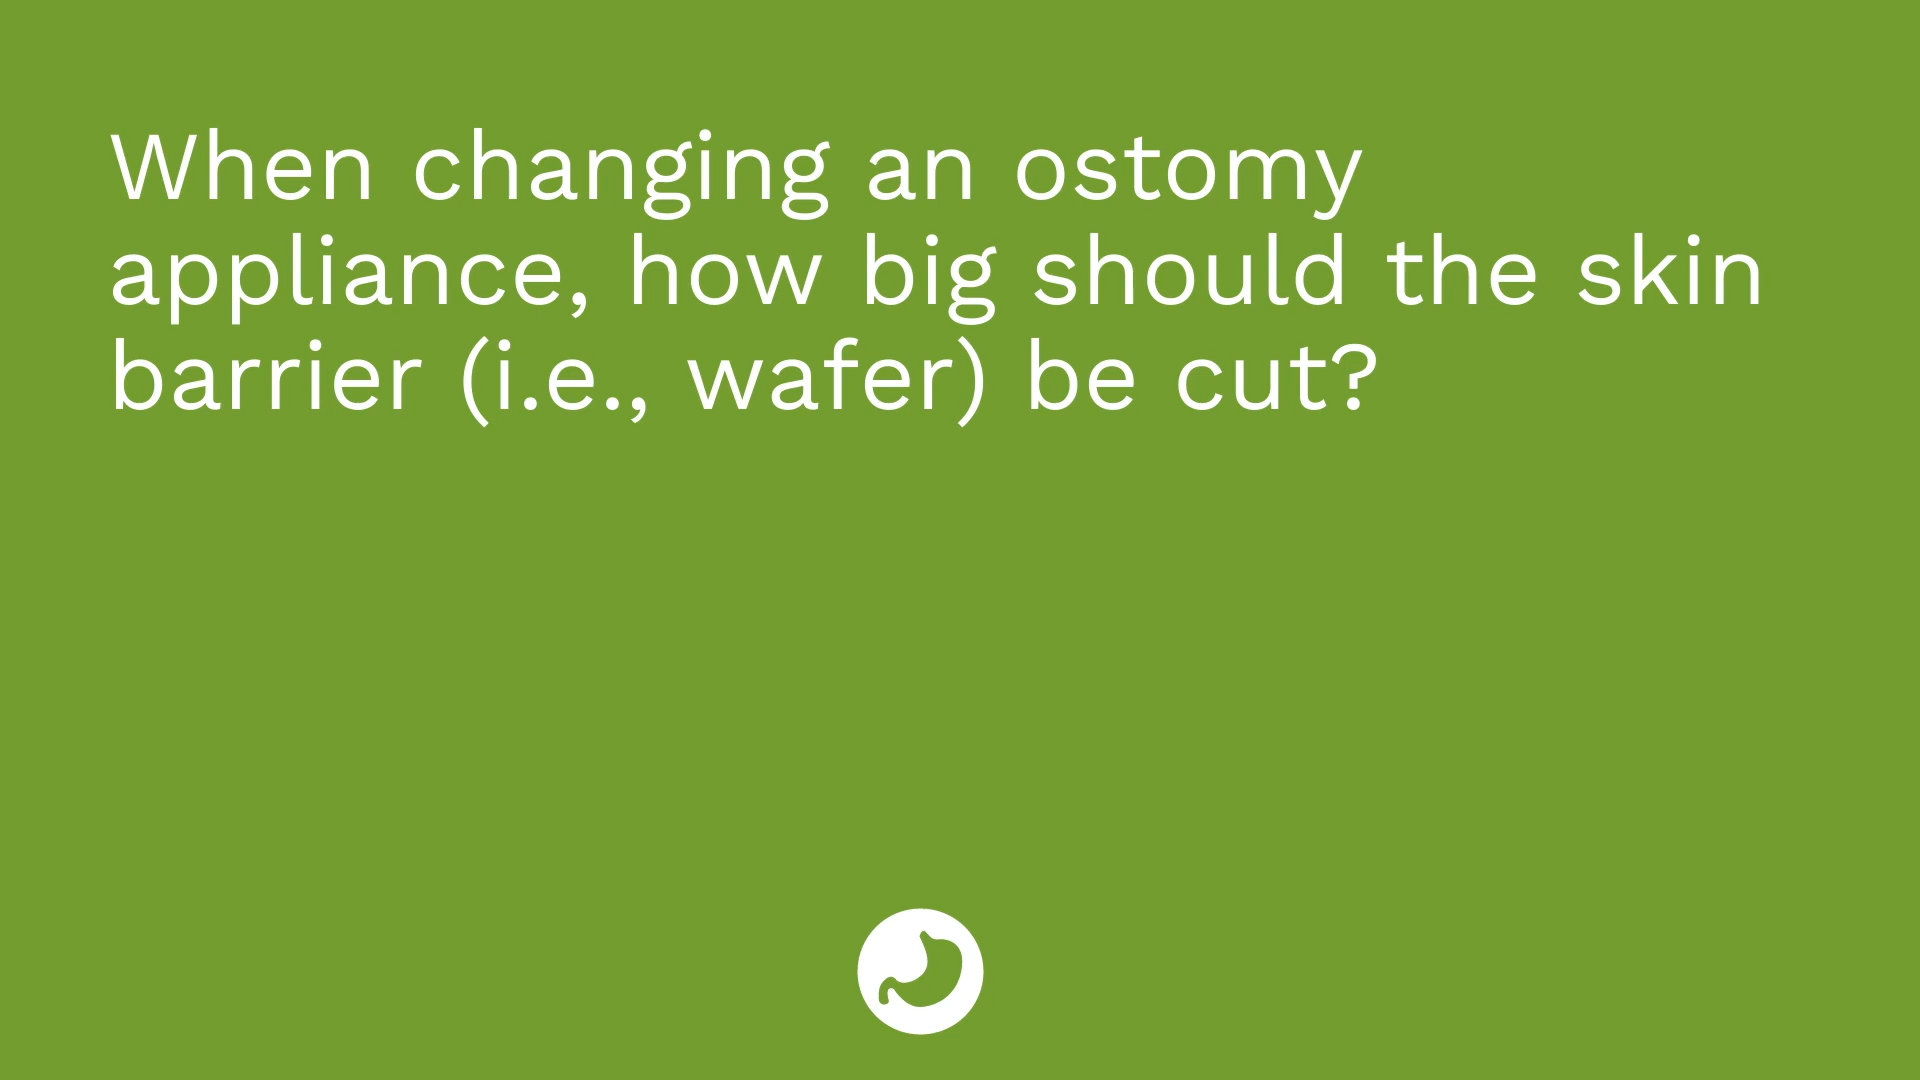 When changing an ostomy
appliance, how big should the skin
barrier (i.e., wafer) be cut?